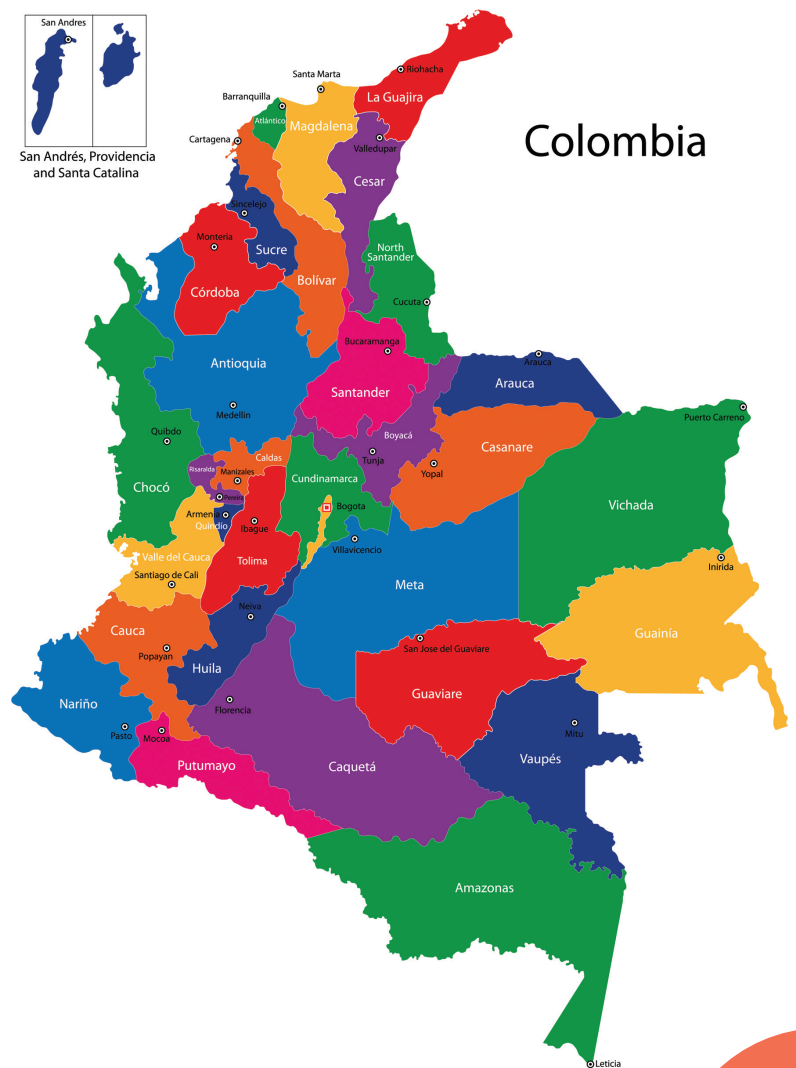 San Andres
San Andrés, Providencia
and Santa Catalina
Colombia
Santa Marta
Riohacha
Barranquilla
La Guajira
Atlántico
Magdalena
Cartagena
Valledupar
Cesar
Sincelejo
Monteria
Sucre
North
Santander
Bolívar
Córdoba
Cucuta
Bucaramanga
Antioquia
Arauca
Arauca
Santander
Medellin
Puerto Carreno
Quibdo
Boyacá
Casanare
Caldas
Tunja
Risaralda
Manizales
Cundinamarca
Yopal
Chocó
Pereira
Bogota
Vichada
Armenia
Quindío
Ibague
Villavicencio
Valle del Cauca
Tolima
Inirida
Santiago de Cali
Meta
Neiva
Cauca
Guainía
San Jose del Guaviare
Popayan
Huila
Guaviare
Nariño
Florencia
Pasto
Mocoa
Mitu
Vaupés
Putumayo
Caquetá
Amazonas
Leticia